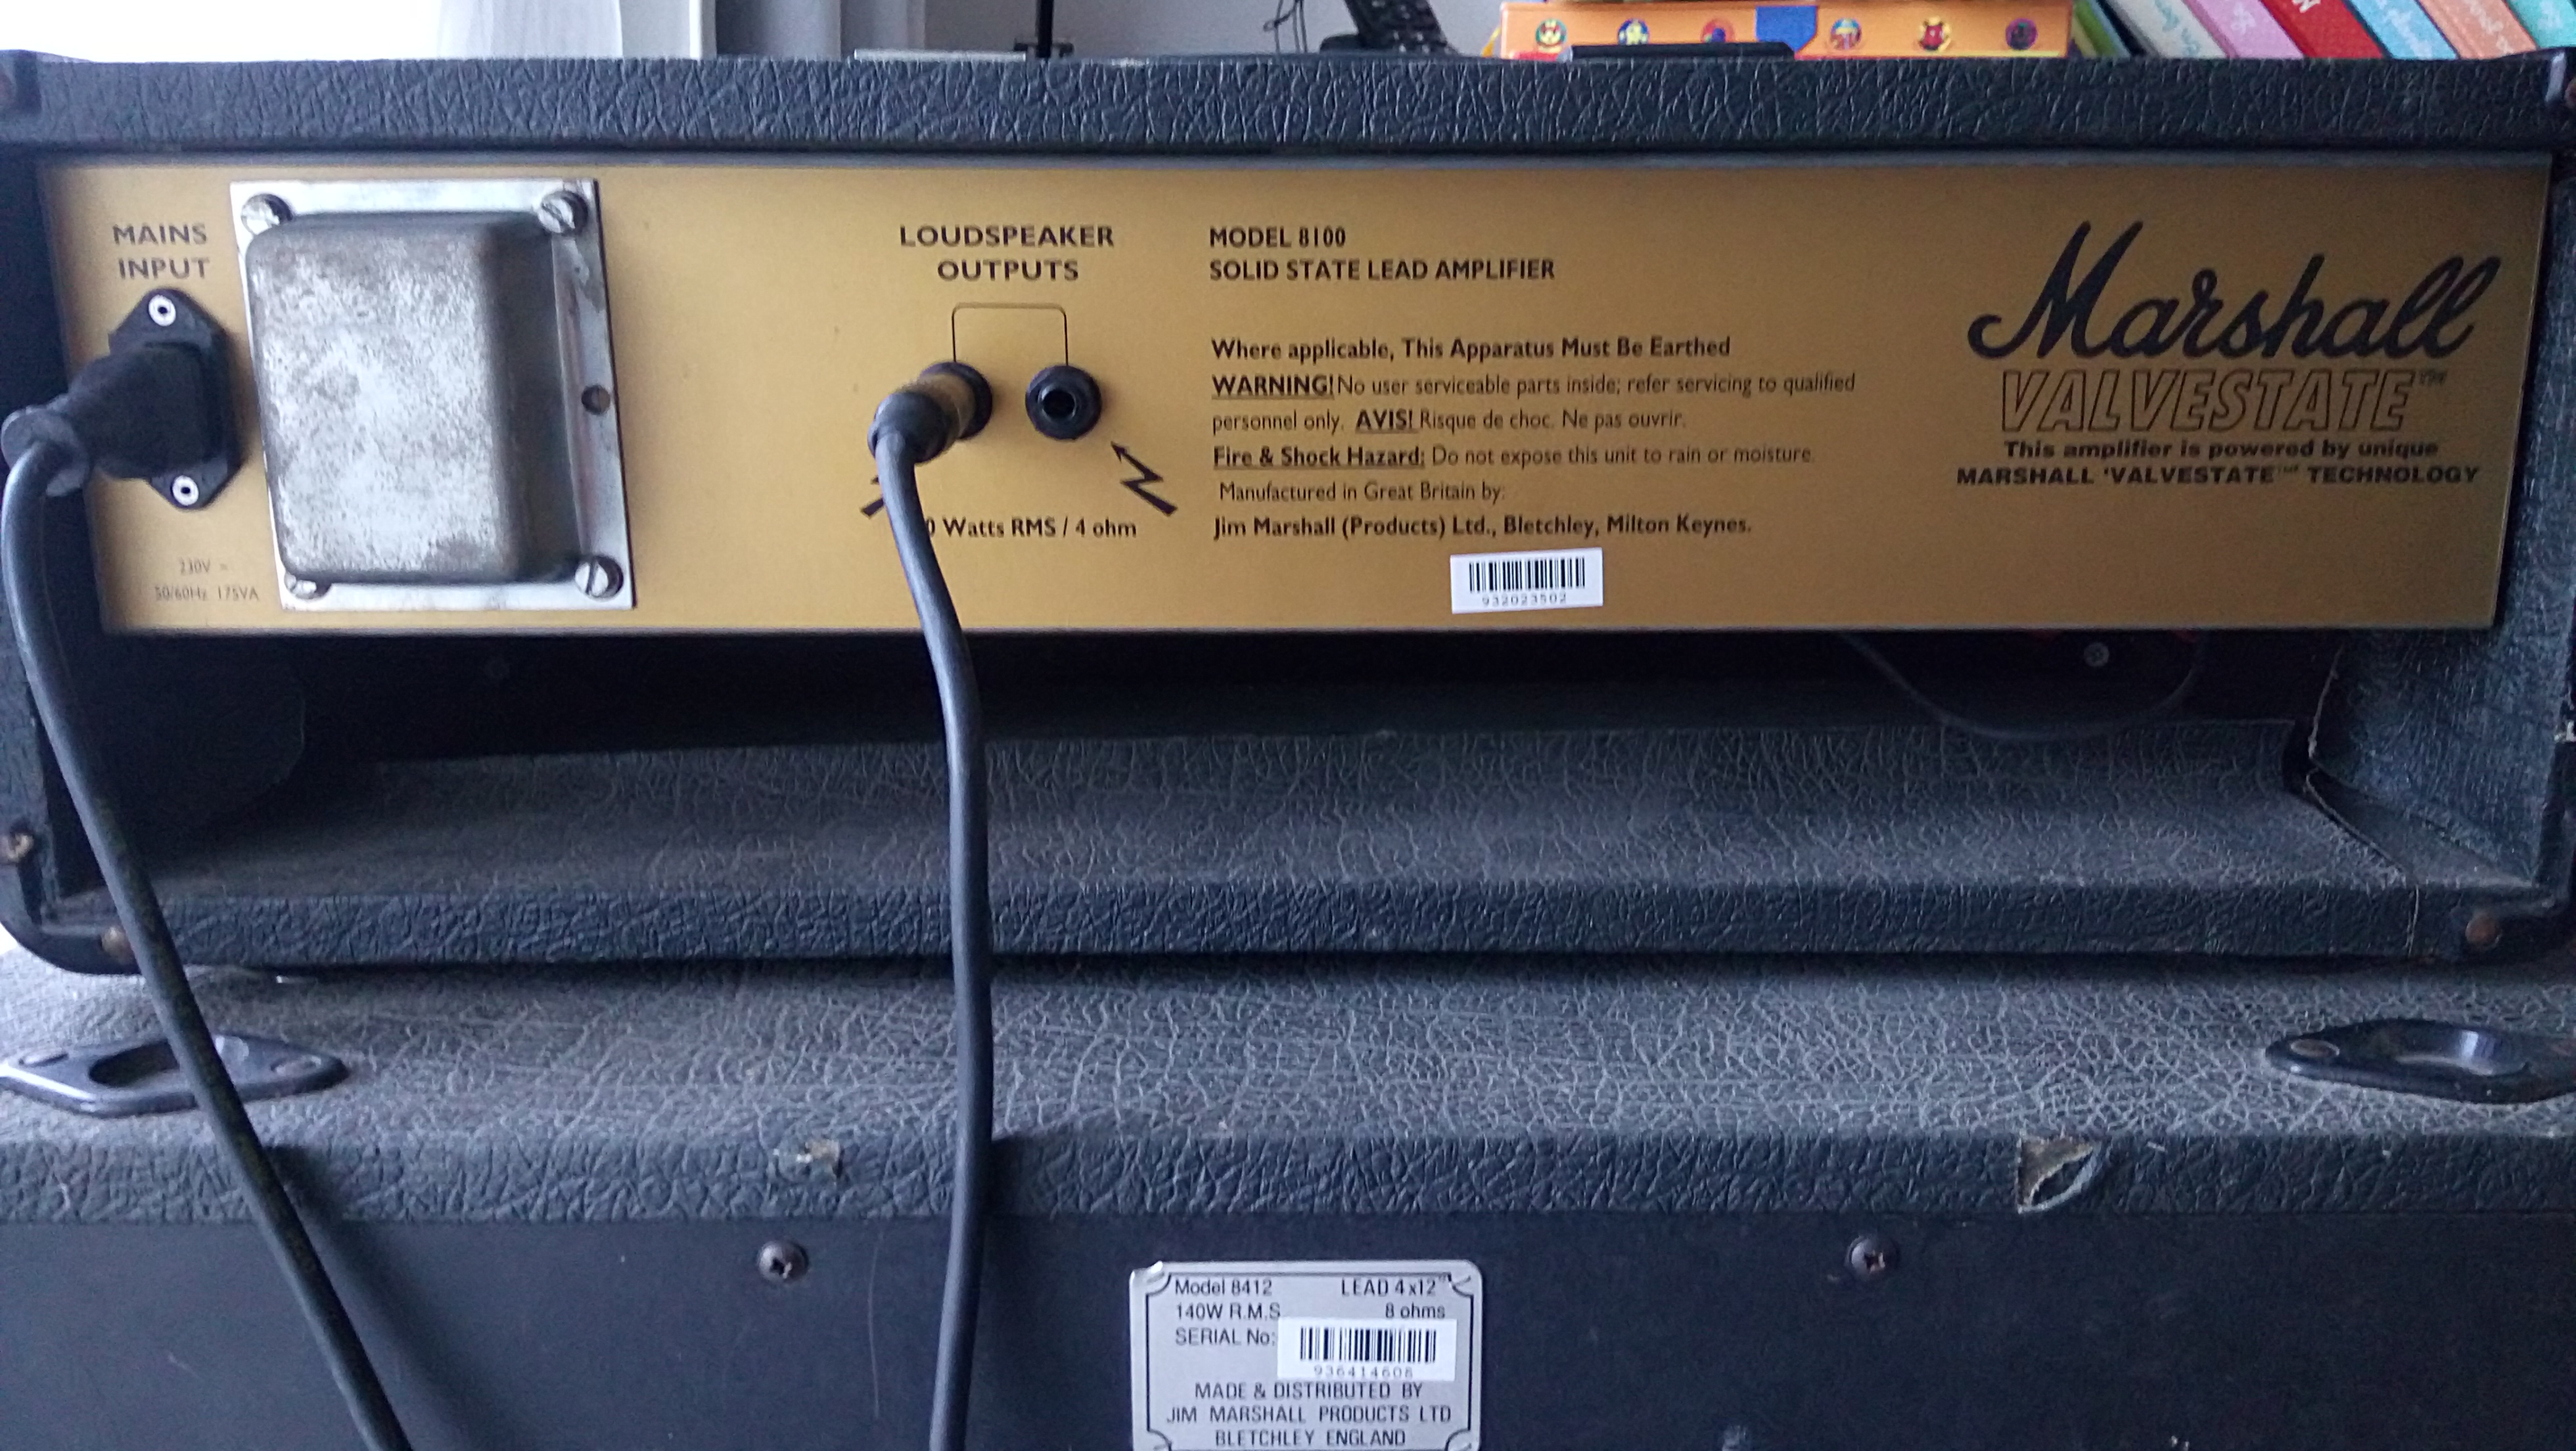 MAINS
INPUT
230V ~
50/60Hz 175VA
LOUDSPEAKER
OUTPUTS
0 Watts RMS / 4 ohm
MODEL 8100
SOLID STATE LEAD AMPLIFIER
Where applicable, This Apparatus Must Be Earthed
WARNING! No user serviceable parts inside; refer servicing to qualified
personnel only. AVIS! Risque de choc. Ne pas ouvrir.
Fire & Shock Hazard: Do not expose this unit to rain or moisture.
Manufactured in Great Britain by:
Jim Marshall (Products) Ltd., Bletchley, Milton Keynes.
932023502
Marshall
VALVESTATE™
This amplifier is powered by unique
MARSHALL 'VALVESTATE™' TECHNOLOGY
Model 8412 LEAD 4x12"
140W R.M.S. 8 ohms
SERIAL No:
936414608
MADE & DISTRIBUTED BY
JIM MARSHALL PRODUCTS LTD
BLETCHLEY ENGLAND